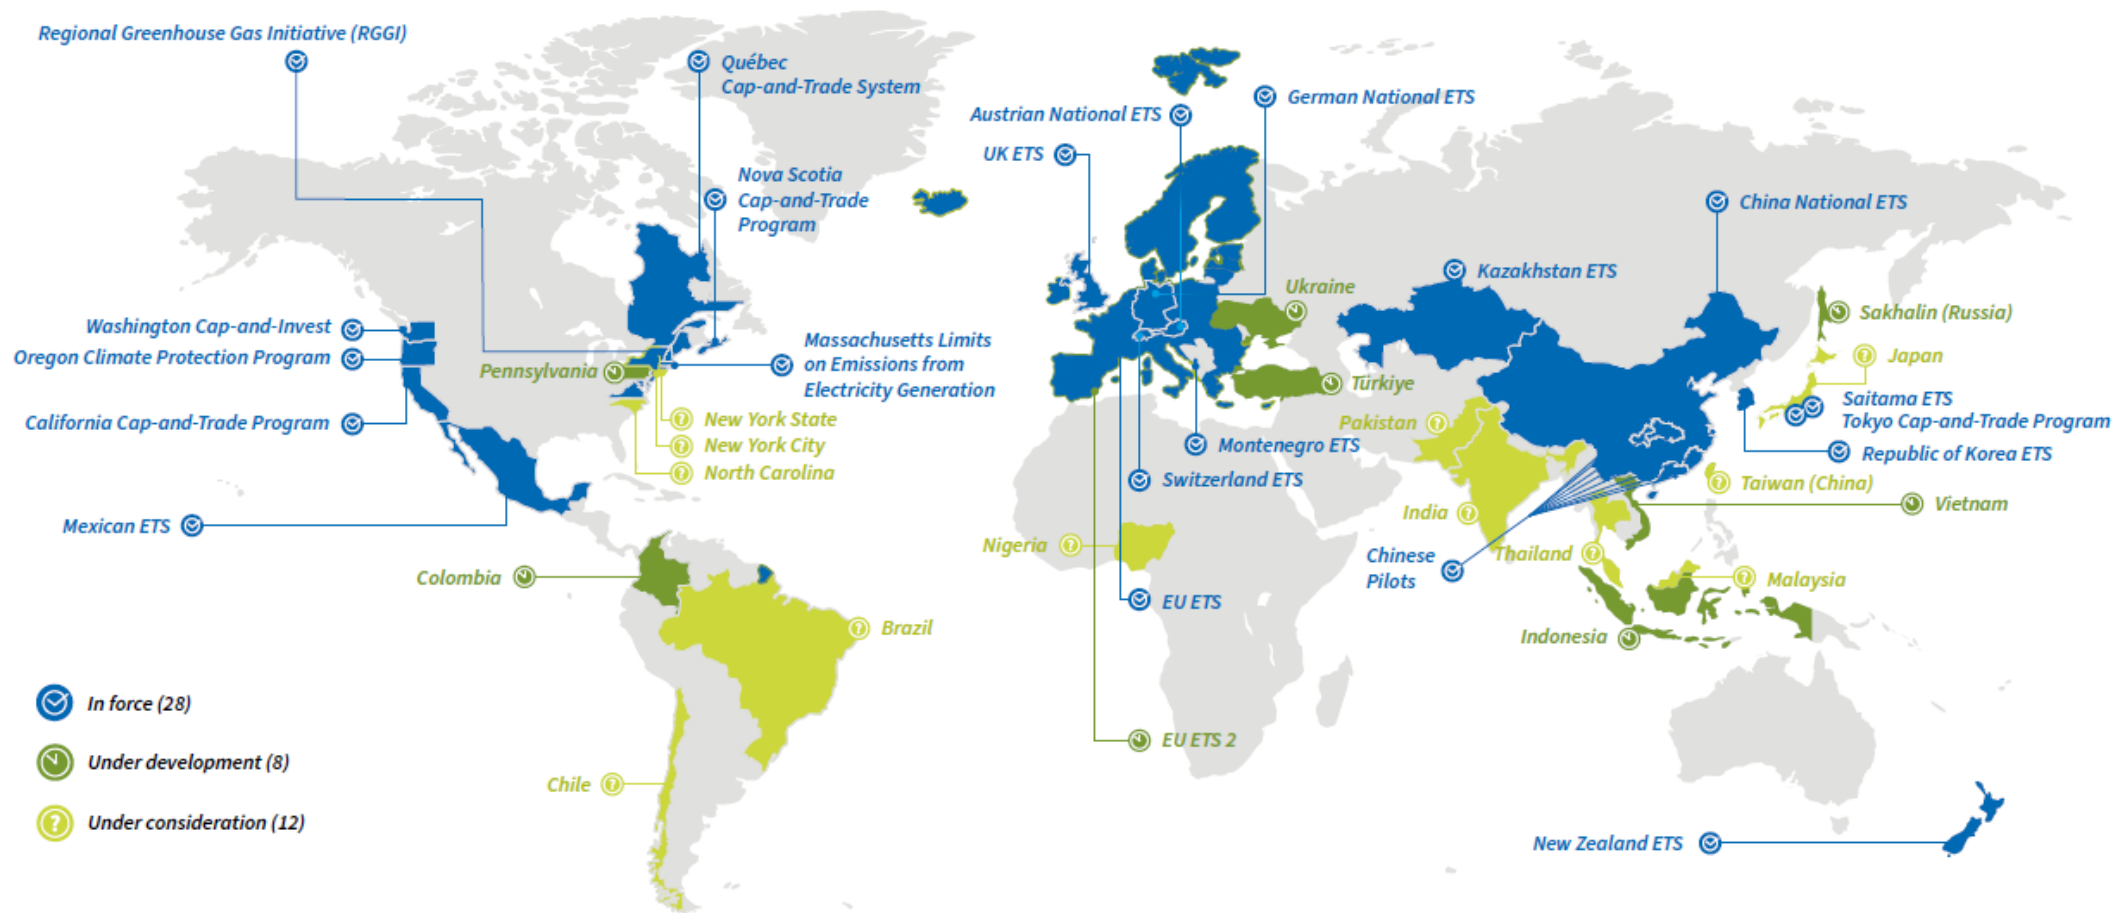 Regional Greenhouse Gas Initiative (RGGI)
Québec
Cap-and-Trade System
Nova Scotia
Cap-and-Trade
Program
Washington Cap-and-Invest
Oregon Climate Protection Program
California Cap-and-Trade Program
Pennsylvania
Massachusetts Limits
on Emissions from
Electricity Generation
New York State
New York City
North Carolina
Mexican ETS
Colombia
Brazil
Chile
In force (28)
Under development (8)
Under consideration (12)
Austrian National ETS
German National ETS
UK ETS
Ukraine
Türkiye
Montenegro ETS
Switzerland ETS
Nigeria
EU ETS
EU ETS 2
Kazakhstan ETS
China National ETS
Sakhalin (Russia)
Japan
Saitama ETS
Tokyo Cap-and-Trade Program
Republic of Korea ETS
Pakistan
Taiwan (China)
India
Vietnam
Chinese
Pilots
Thailand
Malaysia
Indonesia
New Zealand ETS